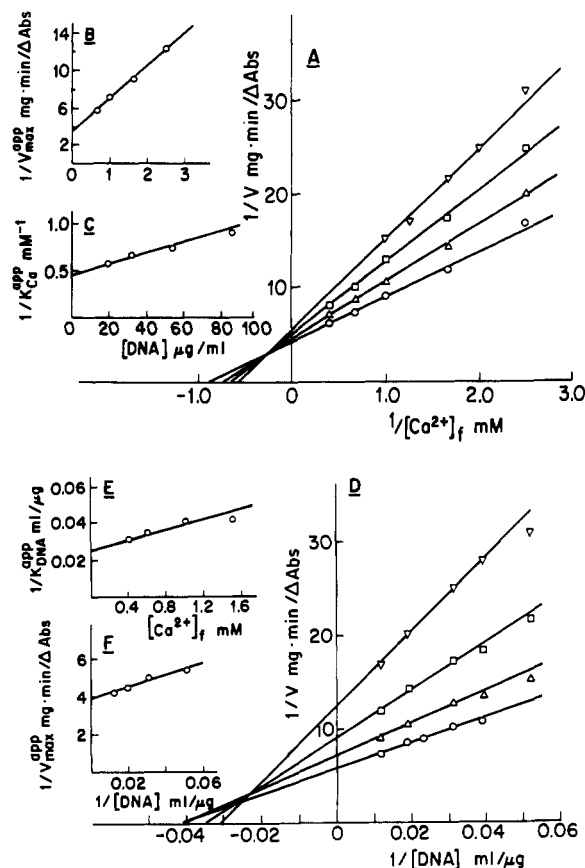 B
14
10
6
2
0 1 2 3
1/V^app_max mg·min/ΔAbs
C
1.0
0.5
0 20 40 60 80 100
1/K^app_Ca mM⁻¹
[DNA] μg/ml
A
1/V mg·min/ΔAbs
30
20
10
-1.0 0 1.0 2.0 3.0
1/[Ca²⁺]f mM
E
0.06
0.04
0.02
0.4 0.8 1.2 1.6
1/K^app_DNA ml/μg
[Ca²⁺]f mM
F
6
4
2
0.02 0.04 0.06
1/V^app_max mg·min/ΔAbs
1/[DNA] ml/μg
D
1/V mg·min/ΔAbs
30
20
10
-0.04 -0.02 0 0.02 0.04 0.06
1/[DNA] ml/μg